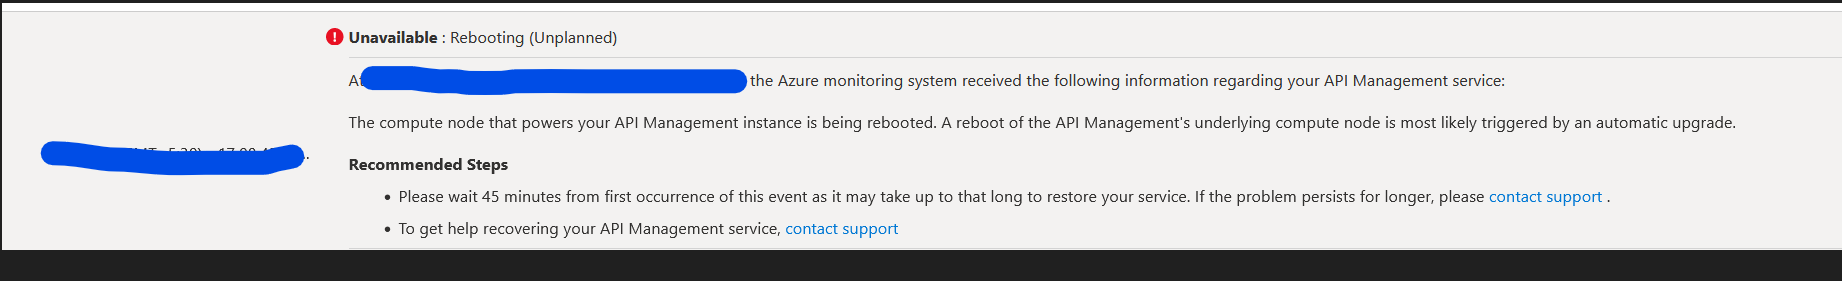 Unavailable : Rebooting (Unplanned)
the Azure monitoring system received the following information regarding your API Management service:
The compute node that powers your API Management instance is being rebooted. A reboot of the API Management's underlying compute node is most likely triggered by an automatic upgrade.
Recommended Steps
• Please wait 45 minutes from first occurrence of this event as it may take up to that long to restore your service. If the problem persists for longer, please contact support .
• To get help recovering your API Management service, contact support